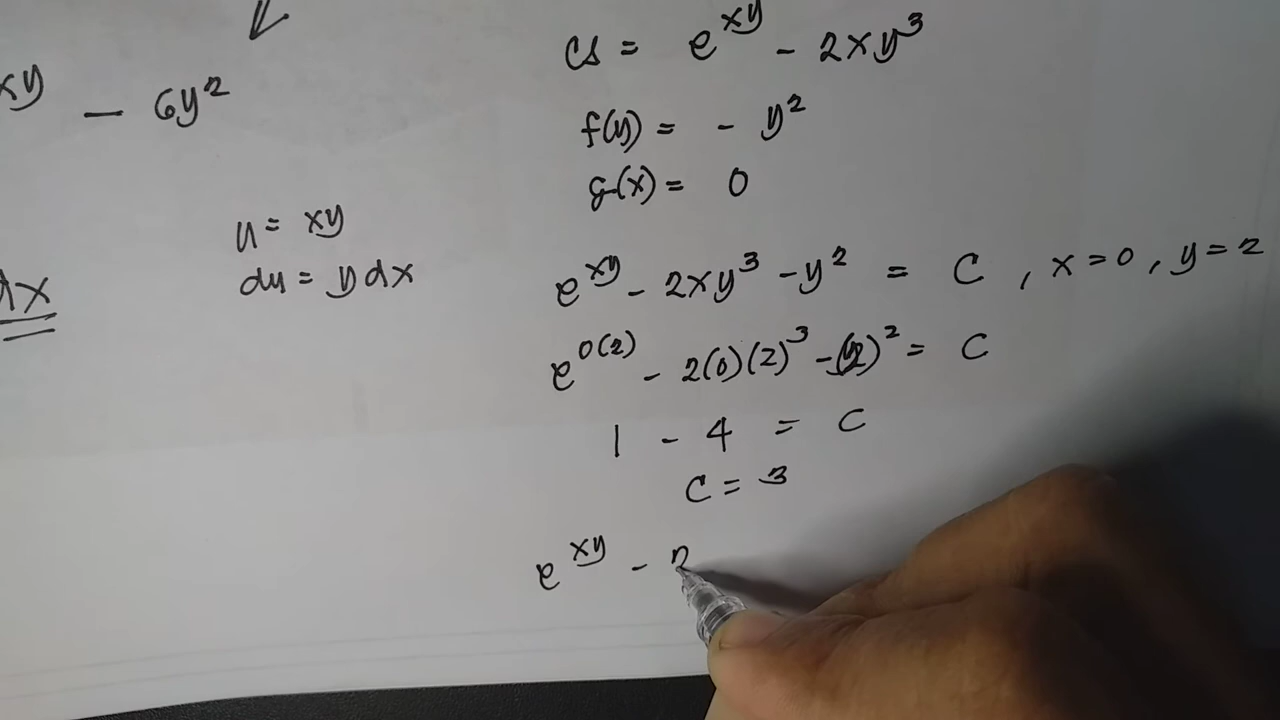 xy - 6y²
u = xy
du = y dx
dx
cs = e^xy - 2xy³
f(y) = - y²
g(x) = 0
e^xy - 2xy³ - y² = C , x = 0 , y = 2
e^0(2) - 2(0)(2)³ - (2)² = C
1 - 4 = C
C = 3
e^xy - 2